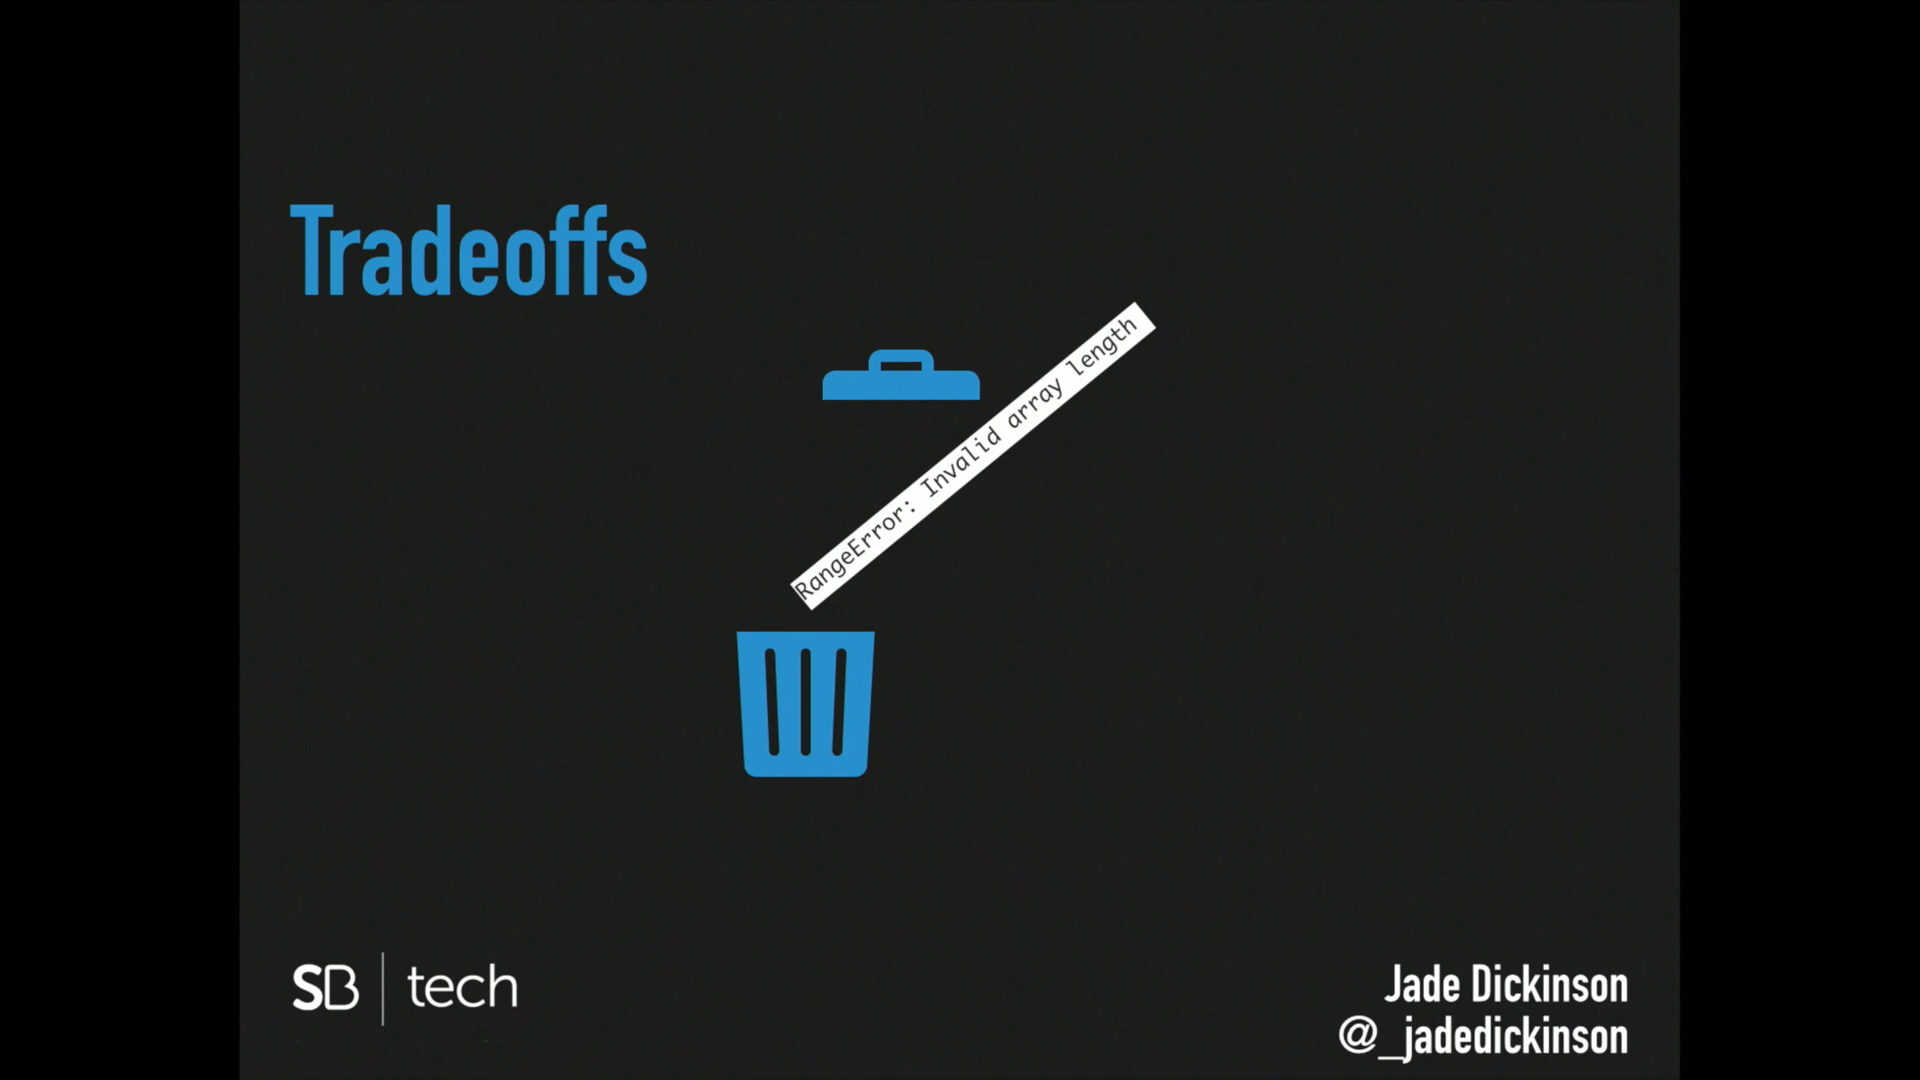 Tradeoffs
RangeError: Invalid array length
SB | tech
Jade Dickinson
@_jadedickinson